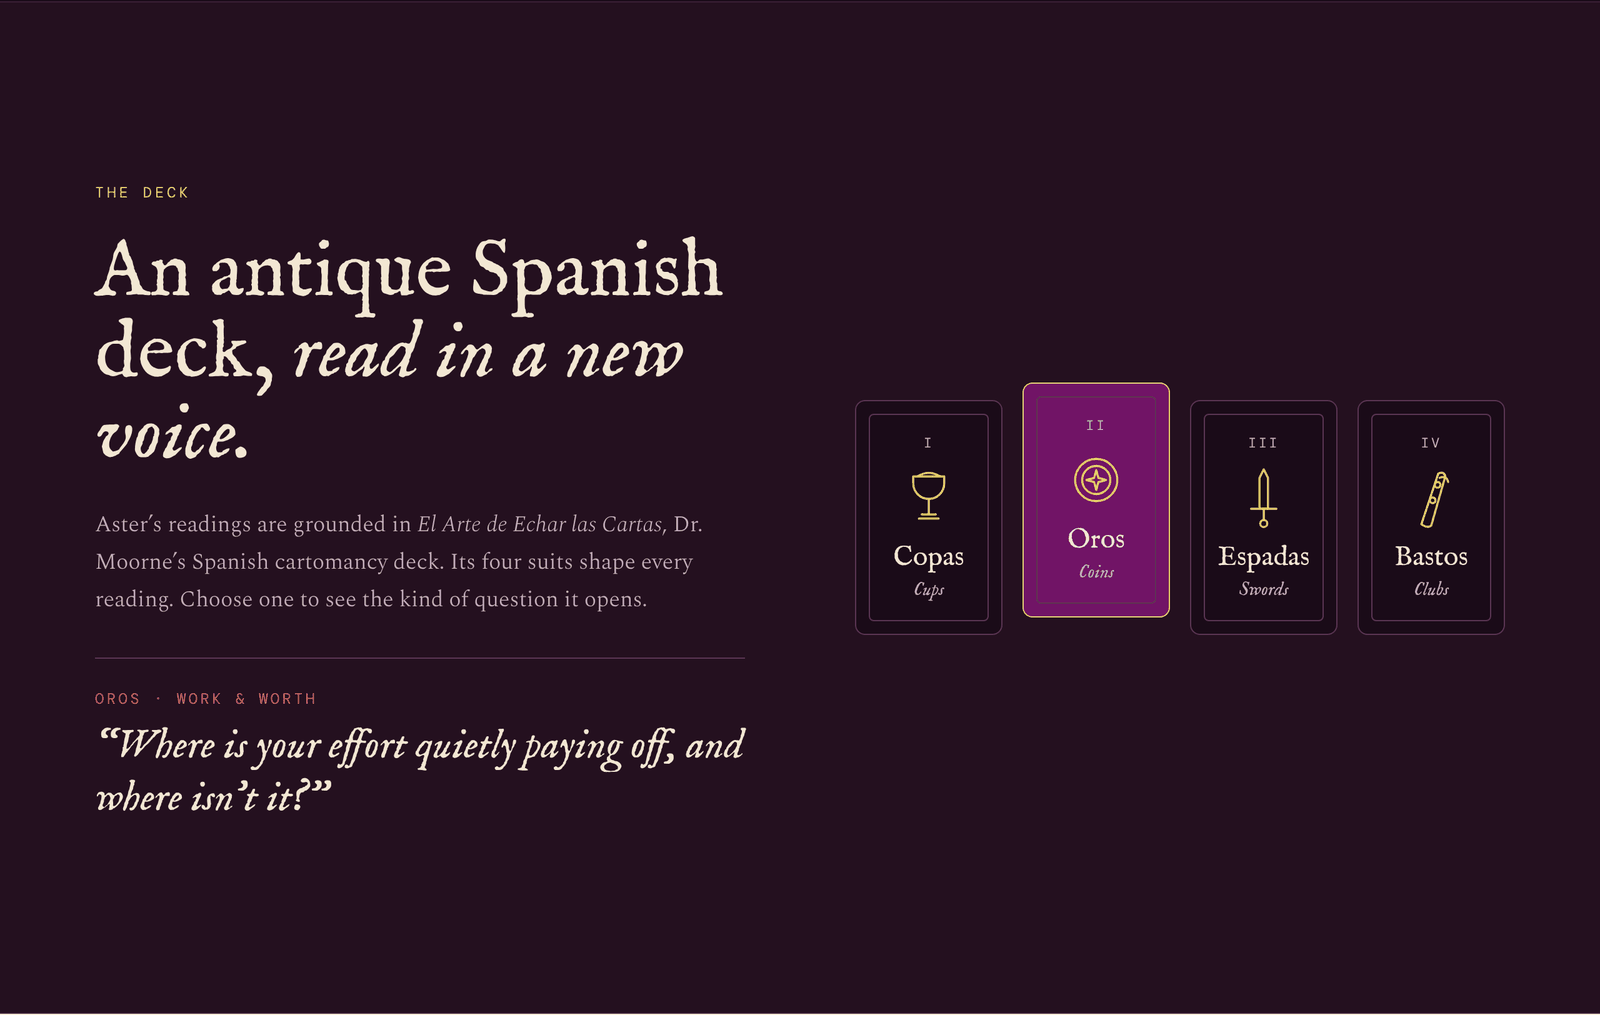 THE DECK
An antique Spanish
deck, read in a new
voice.
Aster′s readings are grounded in El Arte de Echar las Cartas, Dr.
Moorne′s Spanish cartomancy deck. Its four suits shape every
reading. Choose one to see the kind of question it opens.
OROS · WORK & WORTH
“Where is your effort quietly paying off, and
where isn’t it?”
I
Copas
Cups
II
Oros
Coins
III
Espadas
Swords
IV
Bastos
Clubs